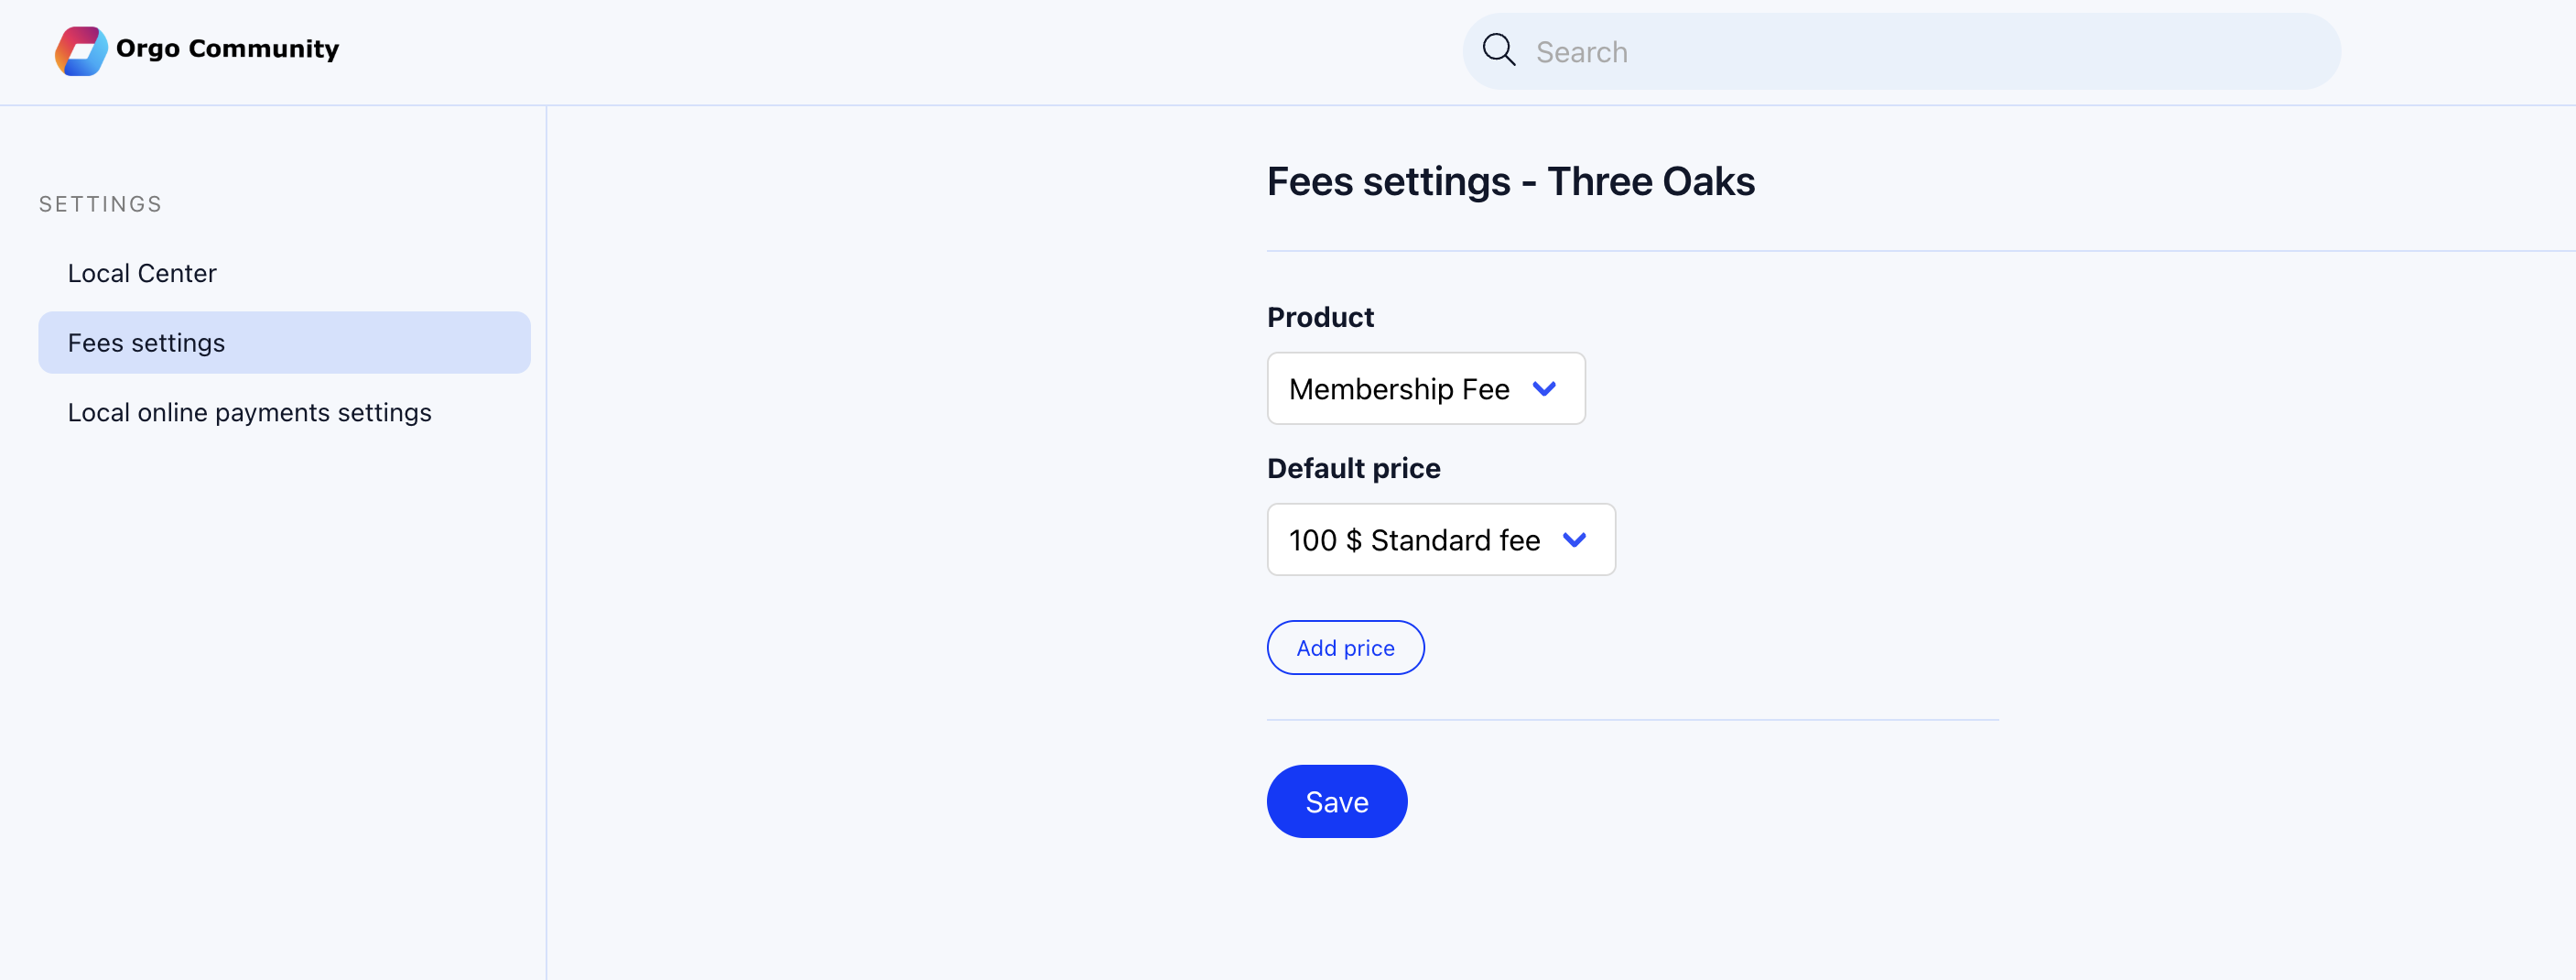 Orgo Community
Search
SETTINGS
Local Center
Fees settings
Local online payments settings
Fees settings - Three Oaks
Product
Membership Fee
Default price
100 $ Standard fee
Add price
Save